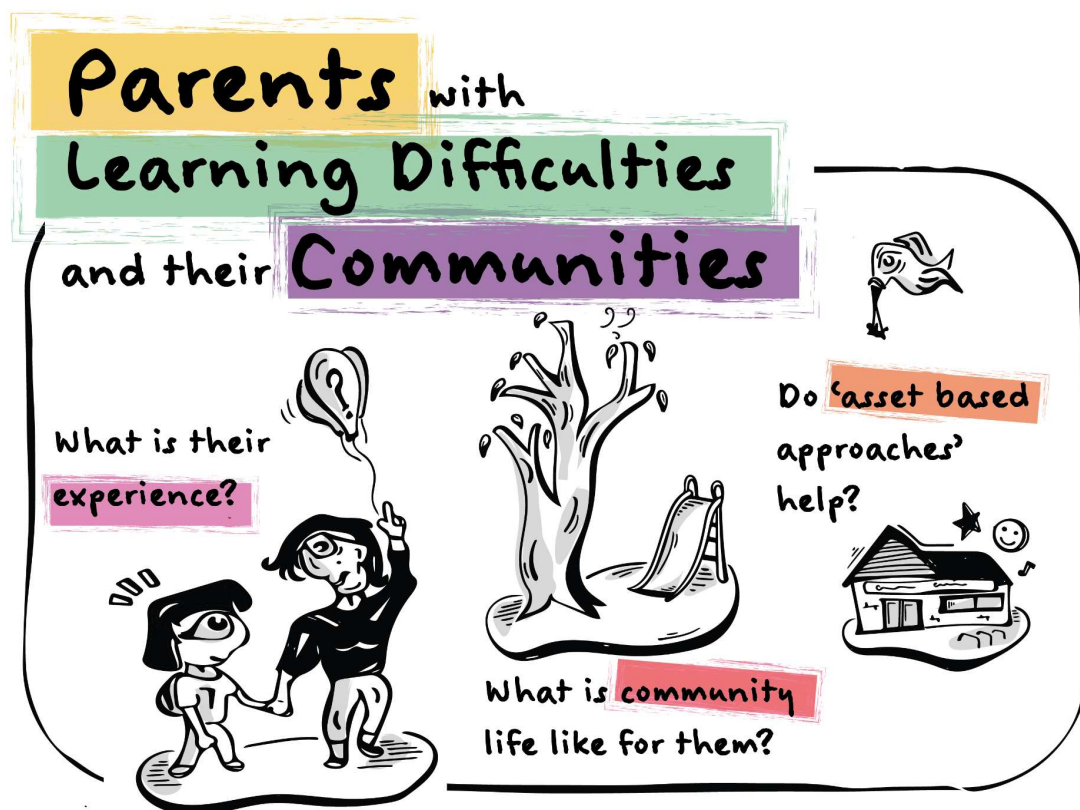 Parents with
Learning Difficulties
and their Communities
What is their
experience?
Do ‘asset based
approaches’
help?
What is community
life like for them?
?